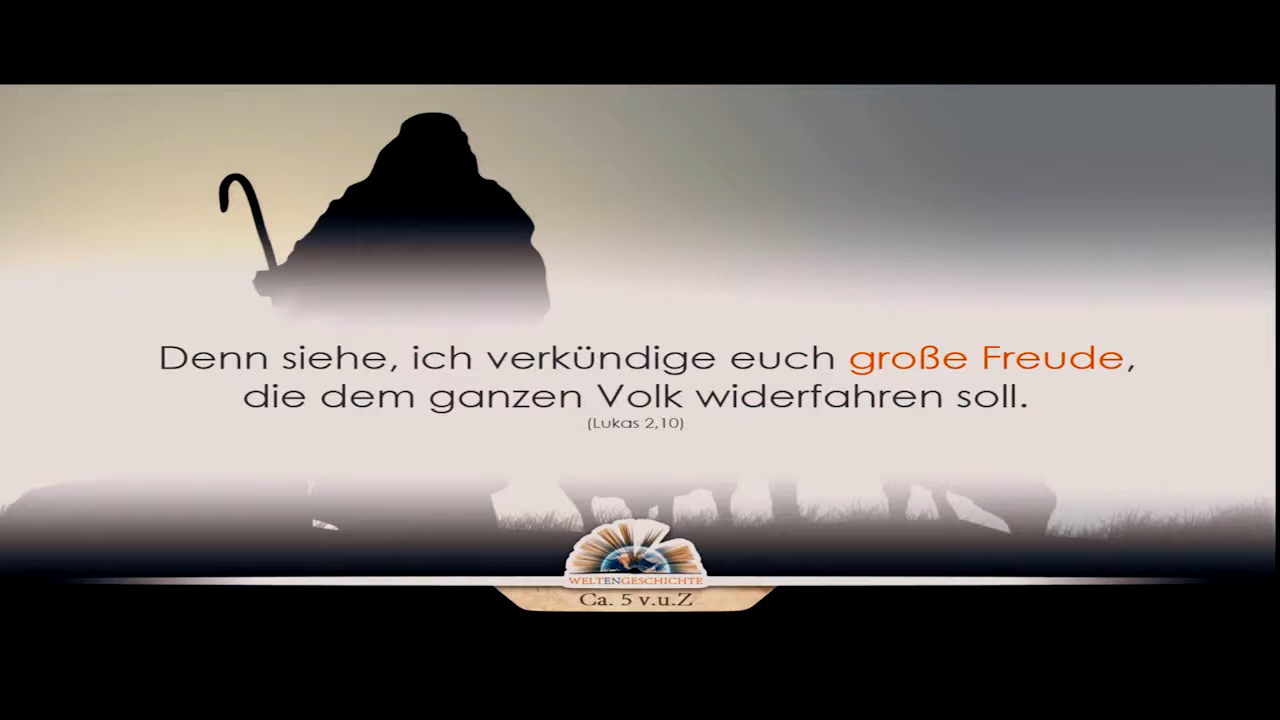 Denn siehe, ich verkündige euch große Freude,
die dem ganzen Volk widerfahren soll.
(Lukas 2,10)
WELTENGESCHICHTE
Ca. 5 v.u.Z